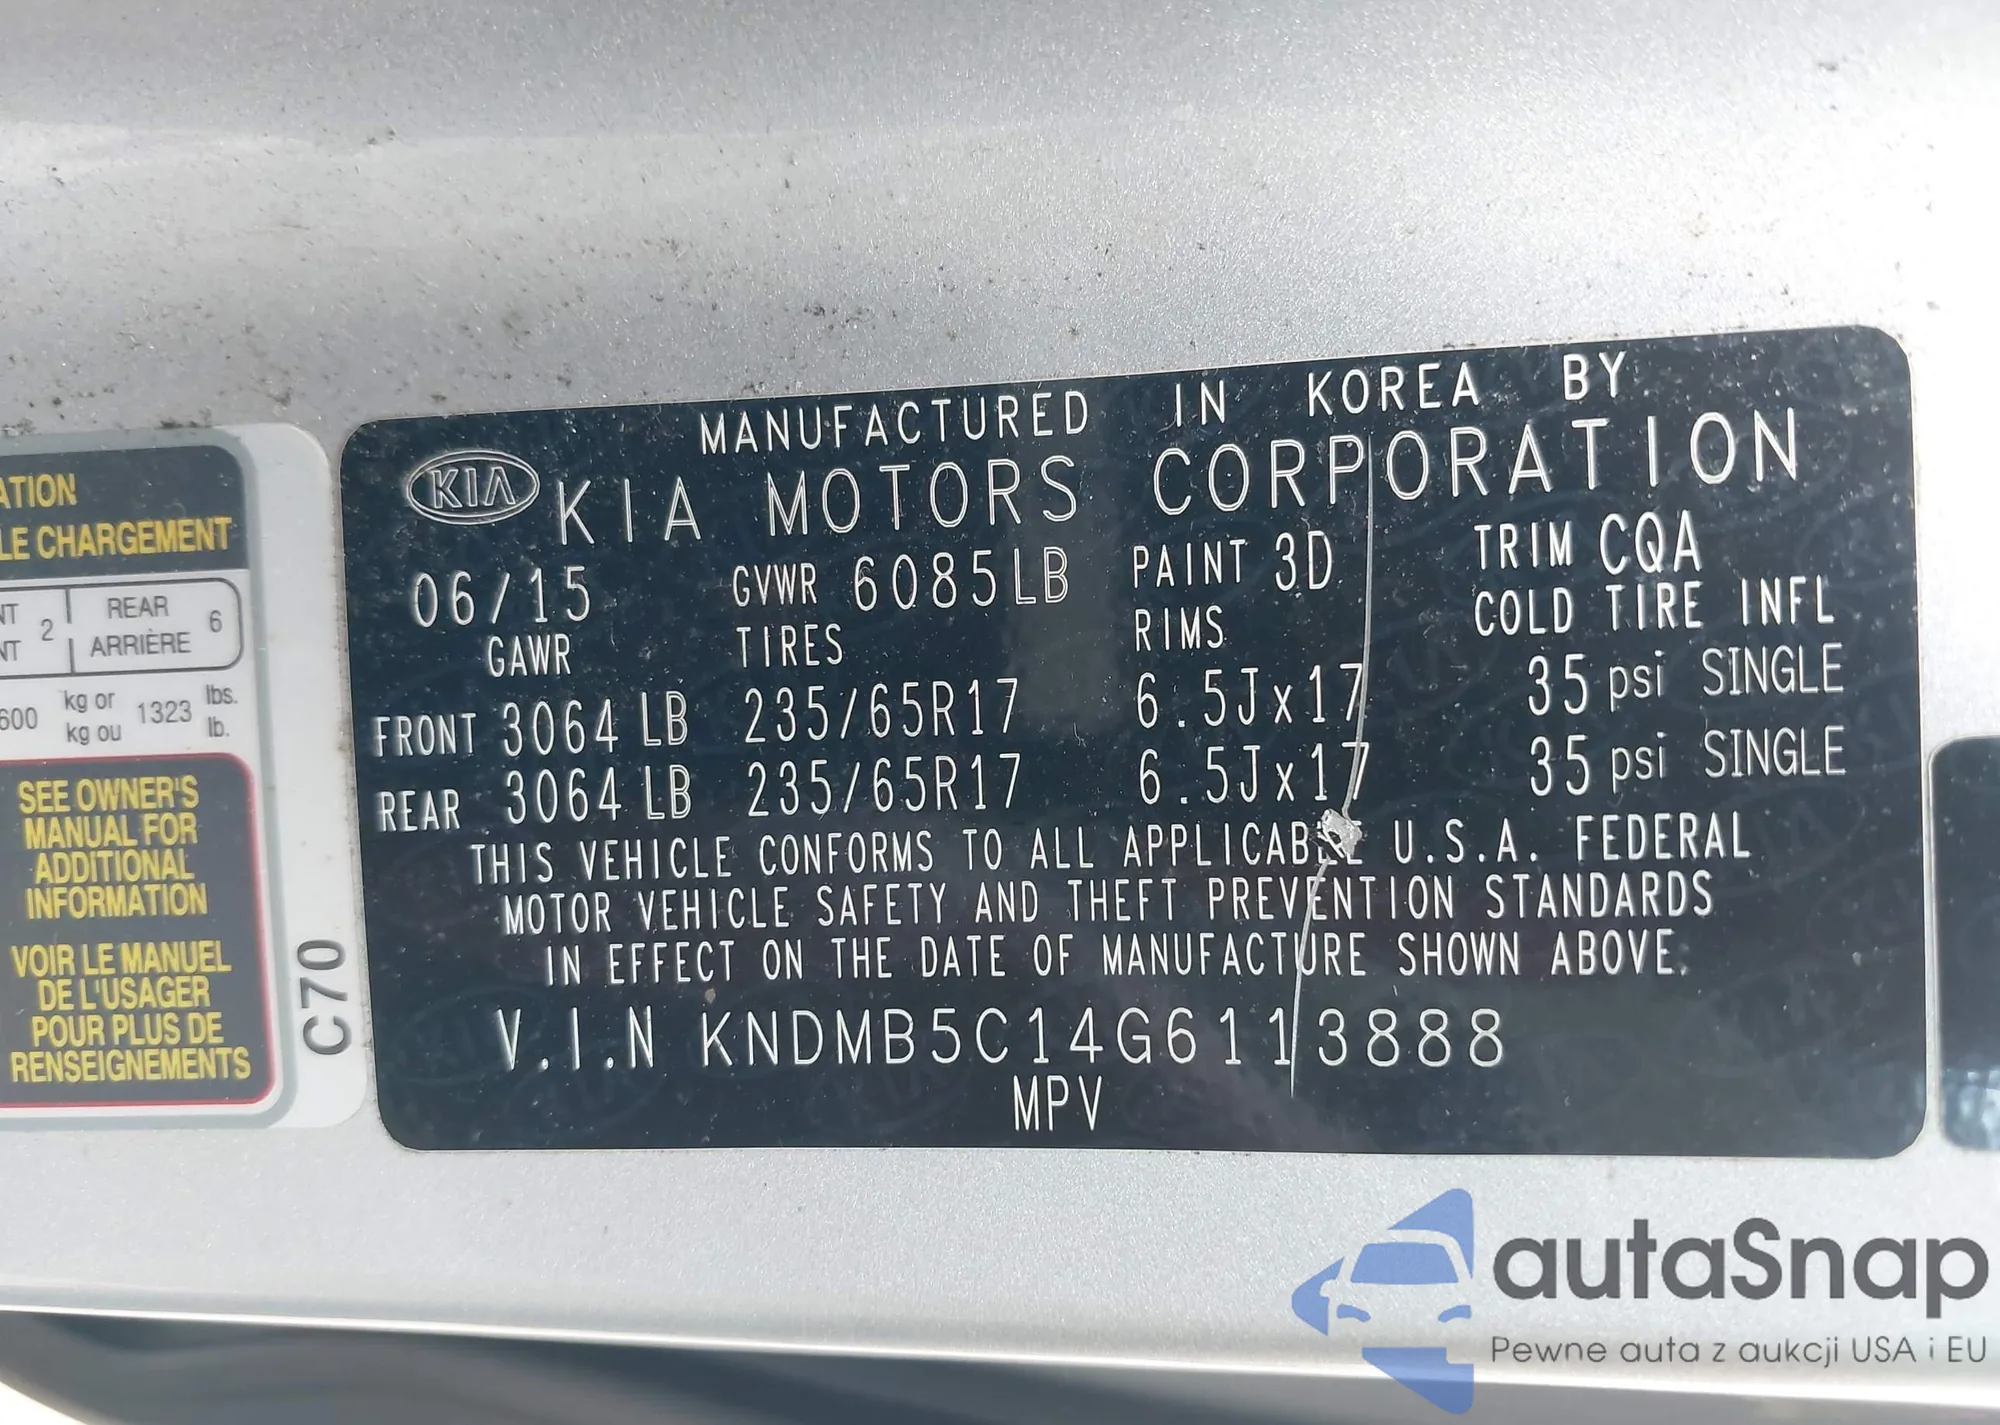 ATION
LE CHARGEMENT
NT 2 REAR 6
NT ARRIÈRE
600 kg or 1323 lbs.
kg ou lb.
SEE OWNER'S
MANUAL FOR
ADDITIONAL
INFORMATION
VOIR LE MANUEL
DE L'USAGER
POUR PLUS DE
RENSEIGNEMENTS
C70
MANUFACTURED IN KOREA BY
KIA KIA MOTORS CORPORATION
06/15 GVWR 6085LB PAINT 3D TRIM CQA
GAWR TIRES RIMS COLD TIRE INFL
FRONT 3064 LB 235/65R17 6.5Jx17 35 psi SINGLE
REAR 3064 LB 235/65R17 6.5Jx17 35 psi SINGLE
THIS VEHICLE CONFORMS TO ALL APPLICABLE U.S.A. FEDERAL
MOTOR VEHICLE SAFETY AND THEFT PREVENTION STANDARDS
IN EFFECT ON THE DATE OF MANUFACTURE SHOWN ABOVE.
V.I.N KNDMB5C14G6113888
MPV
autaSnap
Pewne auta z aukcji USA i EU